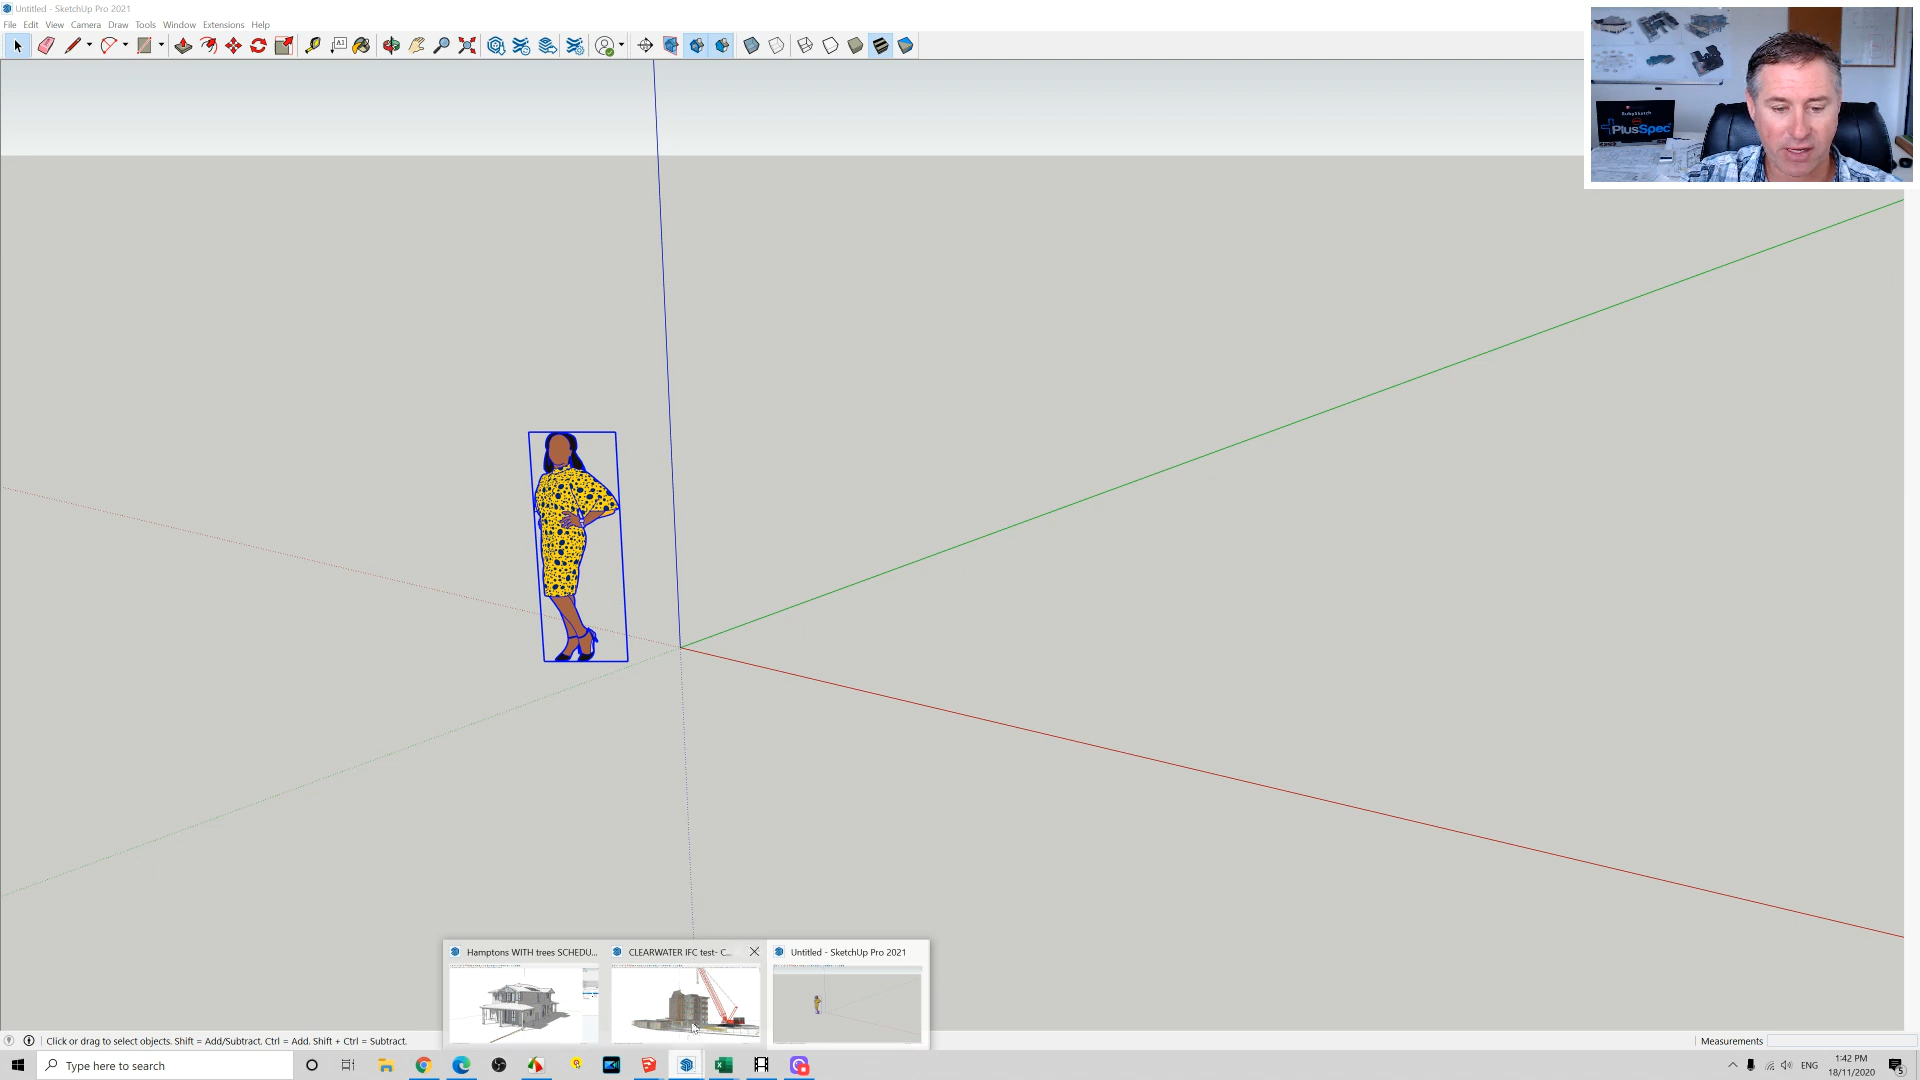 Untitled - SketchUp Pro 2021
File Edit View Camera Draw Tools Window Extensions Help
A1
PlusSpec
Hamptons WITH trees SCHEDU...
CLEARWATER IFC test- C...
Untitled - SketchUp Pro 2021
Click or drag to select objects. Shift = Add/Subtract. Ctrl = Add. Shift + Ctrl = Subtract.
Measurements
Type here to search
ENG
1:42 PM
18/11/2020
5